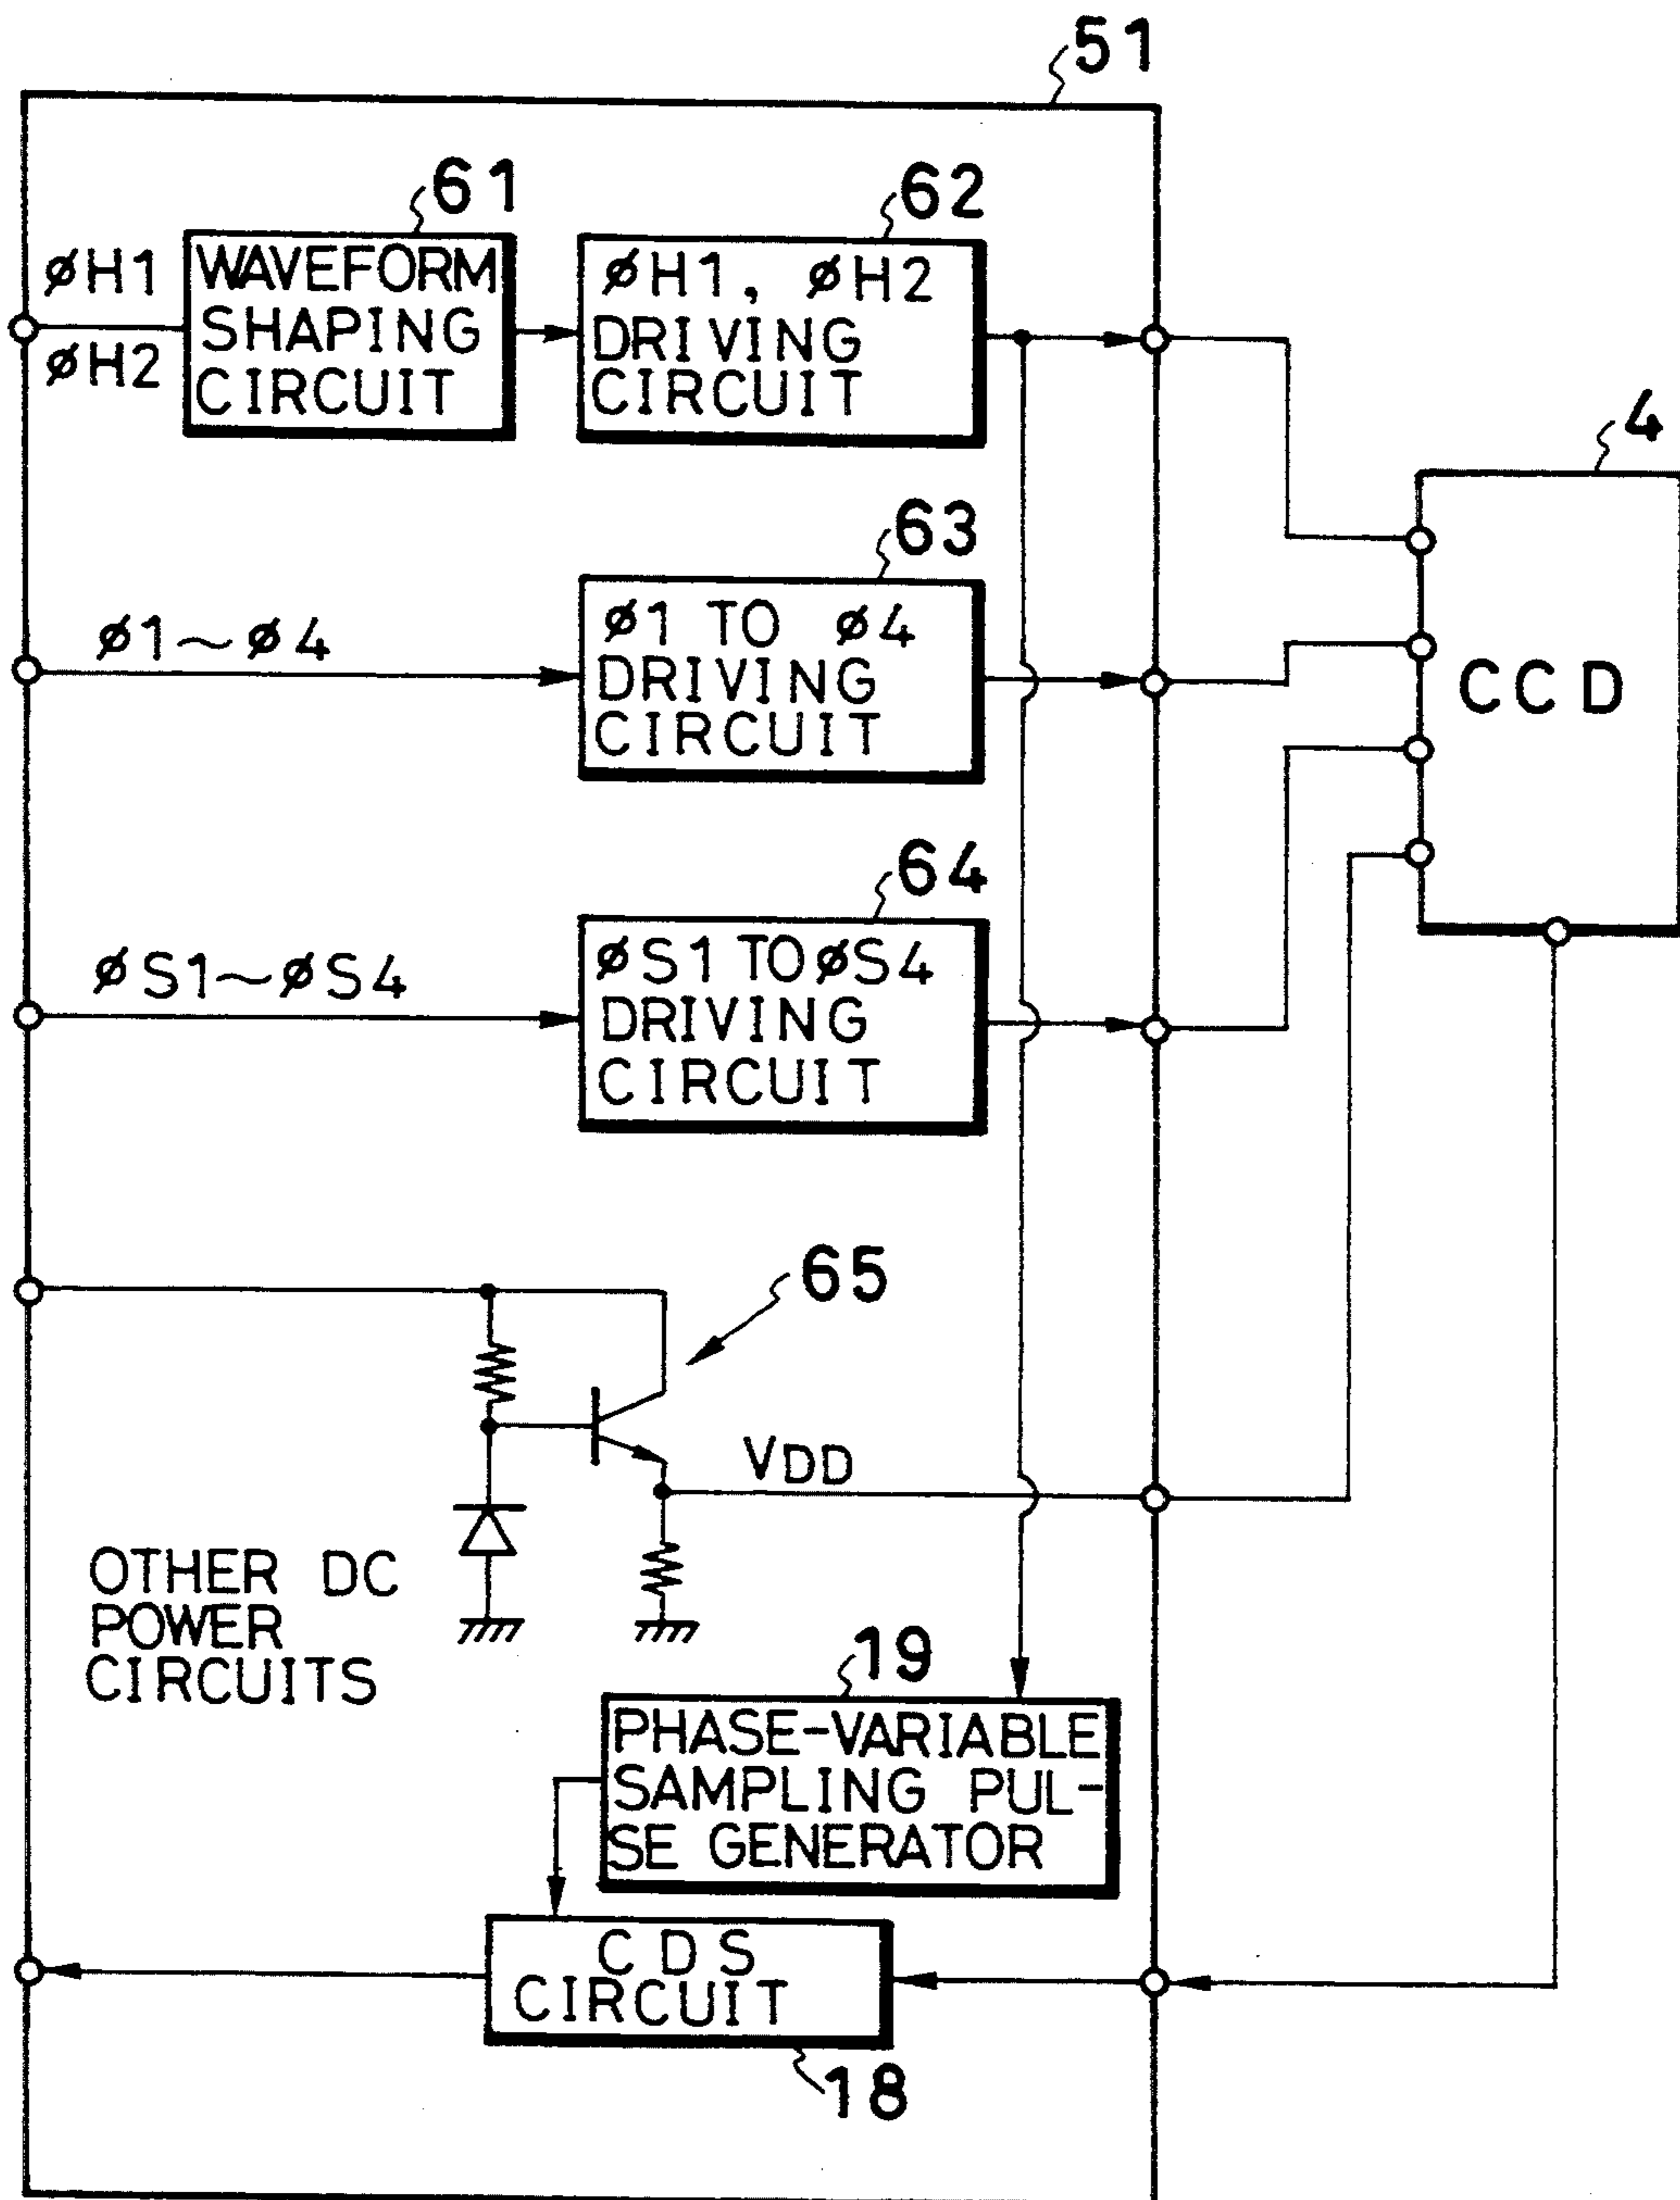 51
61
62
øH1
WAVEFORM
SHAPING
CIRCUIT
øH1, øH2
DRIVING
CIRCUIT
øH2
4
63
ø1~ø4
ø1 TO ø4
DRIVING
CIRCUIT
CCD
64
øS1~øS4
øS1 TO øS4
DRIVING
CIRCUIT
65
VDD
OTHER DC
POWER
CIRCUITS
19
PHASE-VARIABLE
SAMPLING PUL-
SE GENERATOR
CDS
CIRCUIT
18